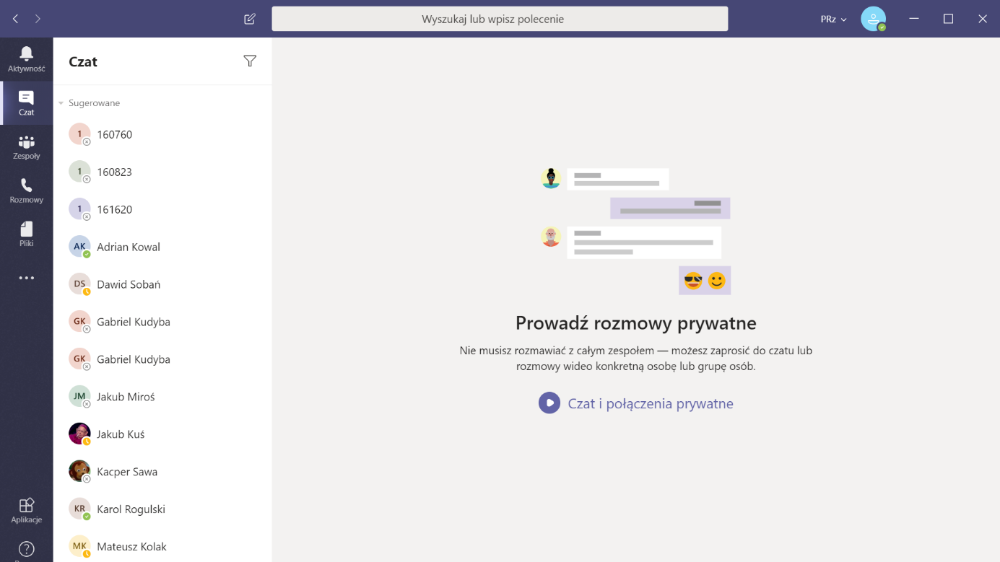 Wyszukaj lub wpisz polecenie
PRz
Aktywność
Czat
Zespoły
Rozmowy
Pliki
Aplikacje
Czat
Sugerowane
1 160760
1 160823
1 161620
AK Adrian Kowal
DS Dawid Sobań
GK Gabriel Kudyba
GK Gabriel Kudyba
JM Jakub Miroś
Jakub Kuś
Kacper Sawa
KR Karol Rogulski
MK Mateusz Kolak
Prowadź rozmowy prywatne
Nie musisz rozmawiać z całym zespołem — możesz zaprosić do czatu lub
rozmowy wideo konkretną osobę lub grupę osób.
Czat i połączenia prywatne